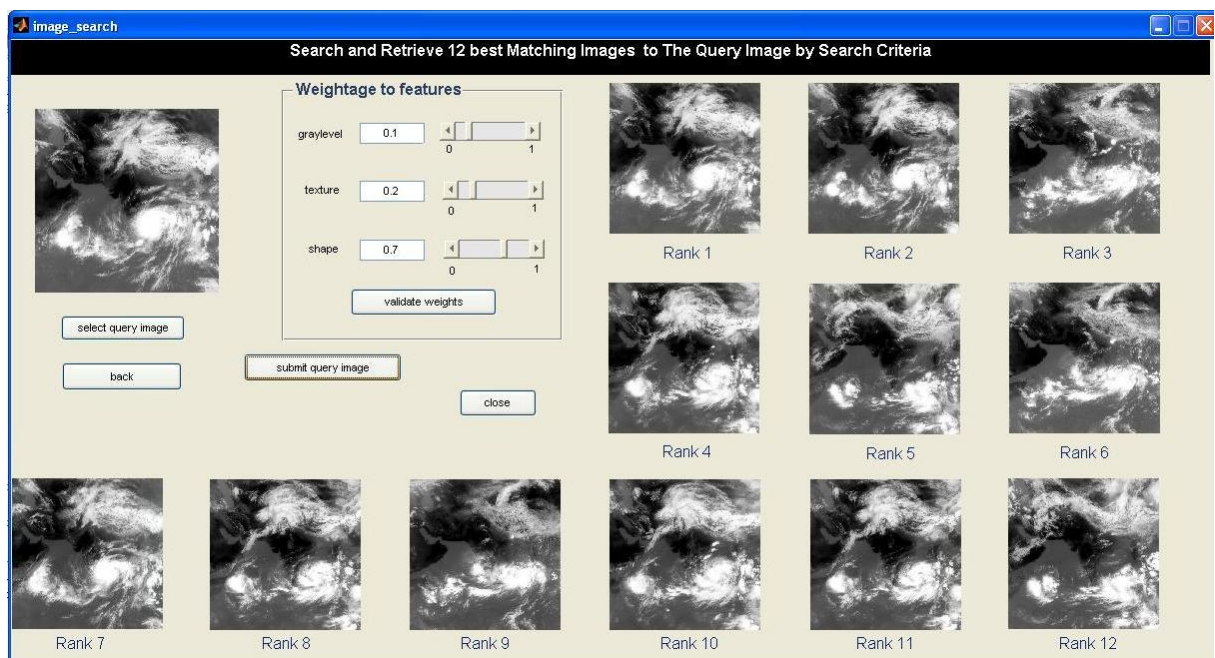 image_search
Search and Retrieve 12 best Matching Images to The Query Image by Search Criteria
Weightage to features
graylevel 0.1
0 1
texture 0.2
0 1
shape 0.7
0 1
validate weights
select query image
submit query image
back
close
Rank 1 Rank 2 Rank 3
Rank 4 Rank 5 Rank 6
Rank 7 Rank 8 Rank 9 Rank 10 Rank 11 Rank 12